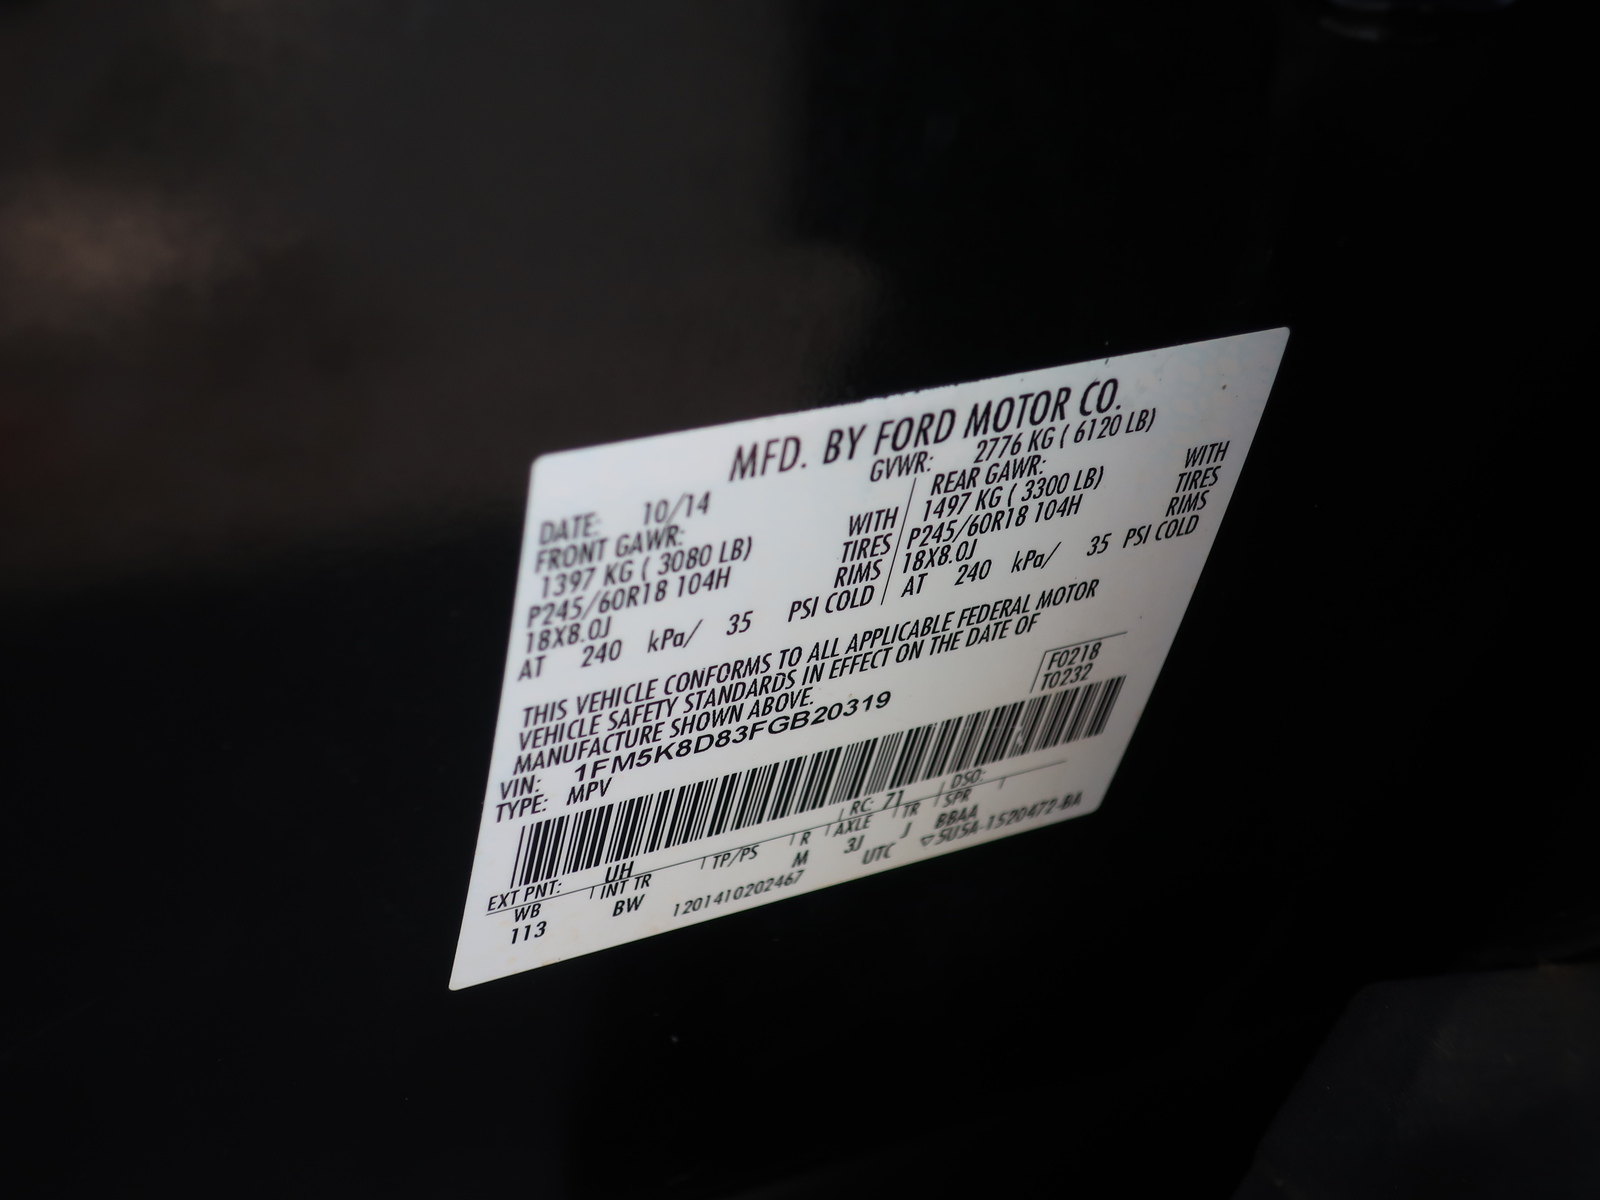 MFD. BY FORD MOTOR CO.
DATE: 10/14 GVWR: 2776 KG ( 6120 LB)
FRONT GAWR: REAR GAWR:
1397 KG ( 3080 LB) WITH 1497 KG ( 3300 LB) WITH
P245/60R18 104H TIRES P245/60R18 104H TIRES
18X8.0J RIMS 18X8.0J RIMS
AT 240 kPa/ 35 PSI COLD AT 240 kPa/ 35 PSI COLD
THIS VEHICLE CONFORMS TO ALL APPLICABLE FEDERAL MOTOR
VEHICLE SAFETY STANDARDS IN EFFECT ON THE DATE OF
MANUFACTURE SHOWN ABOVE.
VIN: 1FM5K8D83FGB20319 F0218
TYPE: MPV T0232
EXT PNT: UH RC: 71 DSO:
WB INT TR TP/PS R AXLE TR SPR
113 BW M 3J J BBAA
1201410202467 UTC ▽5U5A-1520472-BA